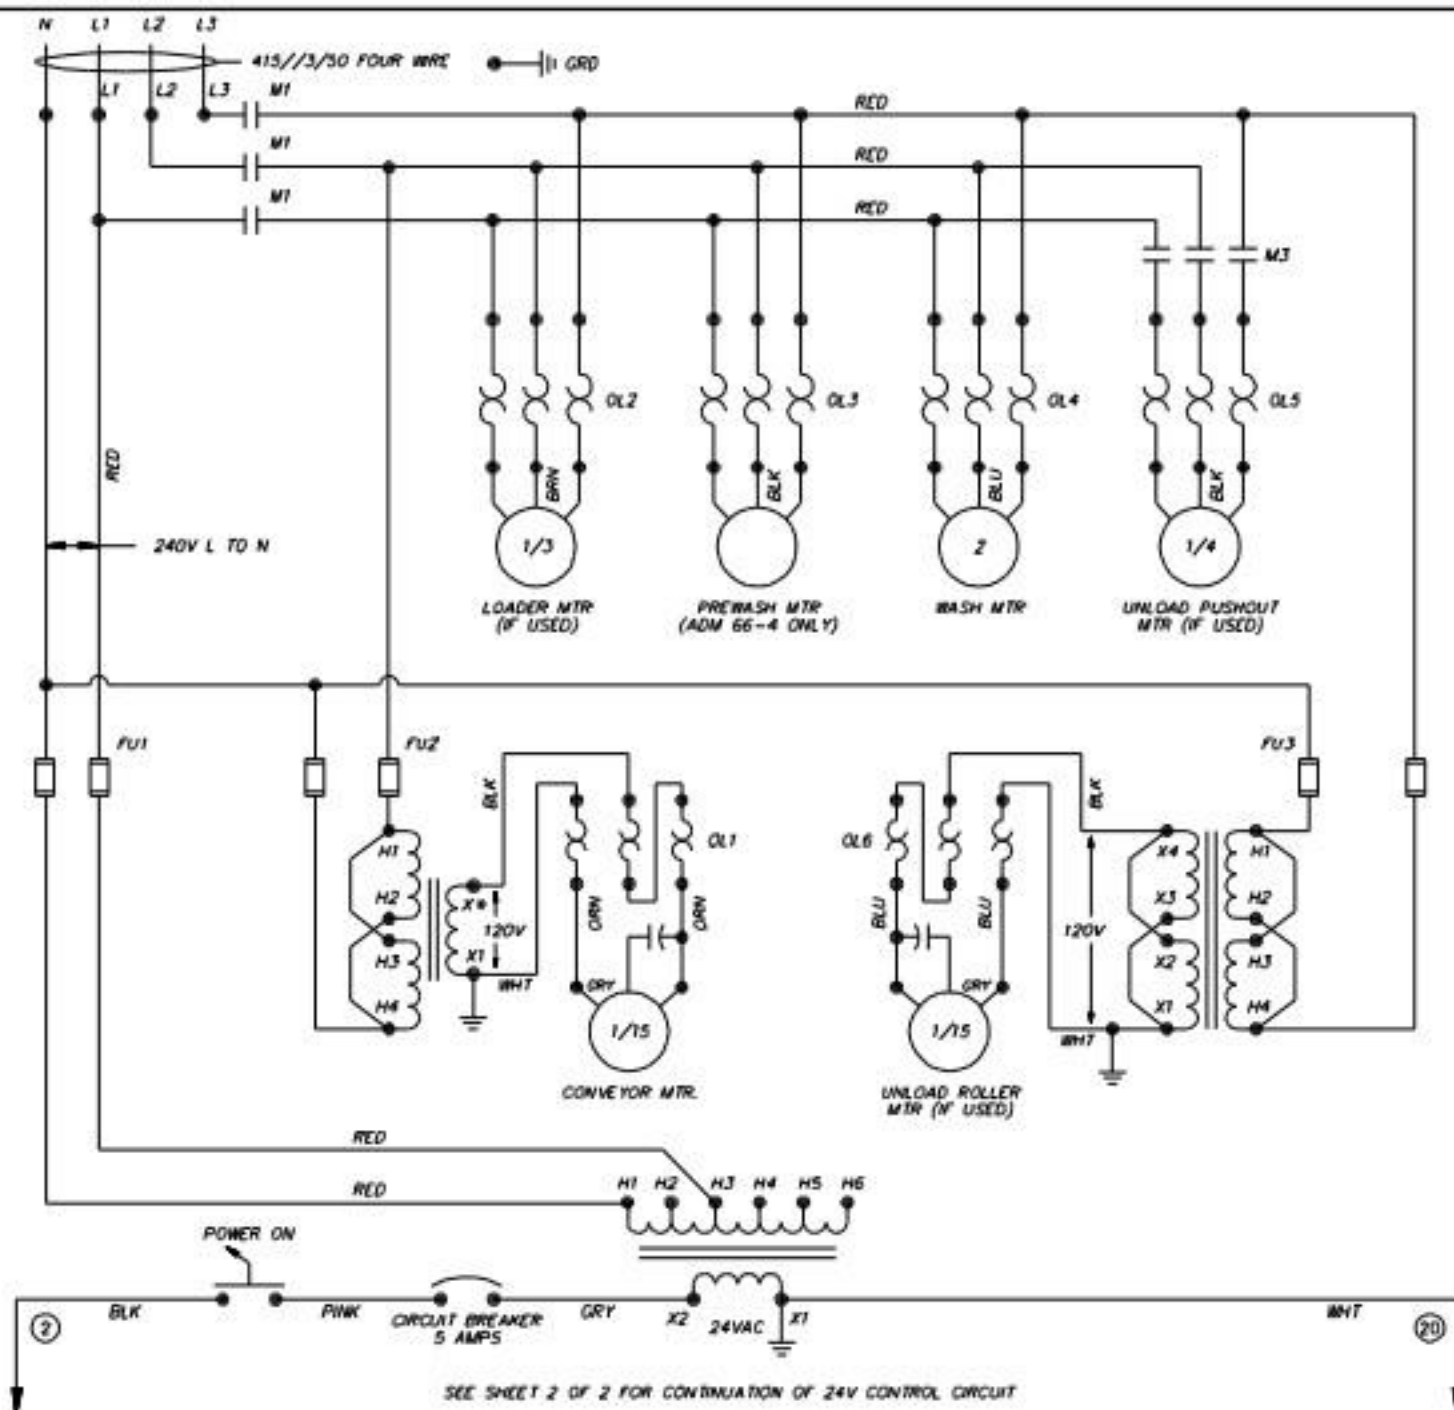 N L1 L2 L3
415//3/50 FOUR WIRE
GRD
L1 L2 L3 M1
RED
M1
RED
M1
RED
M3
OL2
OL3
OL4
OL5
RED
BRN
BLK
BLU
BLK
240V L TO N
1/3
2
1/4
LOADER MTR
(IF USED)
PREWASH MTR
(ADM 66-4 ONLY)
WASH MTR
UNLOAD PUSHOUT
MTR (IF USED)
FU1
FU2
FU3
BLK
BLK
H1
OL1
OL6
X4
H1
H2
X*
ORN
ORN
BLU
BLU
X3
H2
120V
120V
H3
X1
X2
H3
WHT
GRY
GRY
H4
X1
H4
1/15
1/15
WHT
CONVEYOR MTR.
UNLOAD ROLLER
MTR (IF USED)
RED
RED
H1 H2 H3 H4 H5 H6
POWER ON
BLK
PINK
CIRCUIT BREAKER
5 AMPS
GRY
X2
24VAC
X1
WHT
2
20
SEE SHEET 2 OF 2 FOR CONTINUATION OF 24V CONTROL CIRCUIT